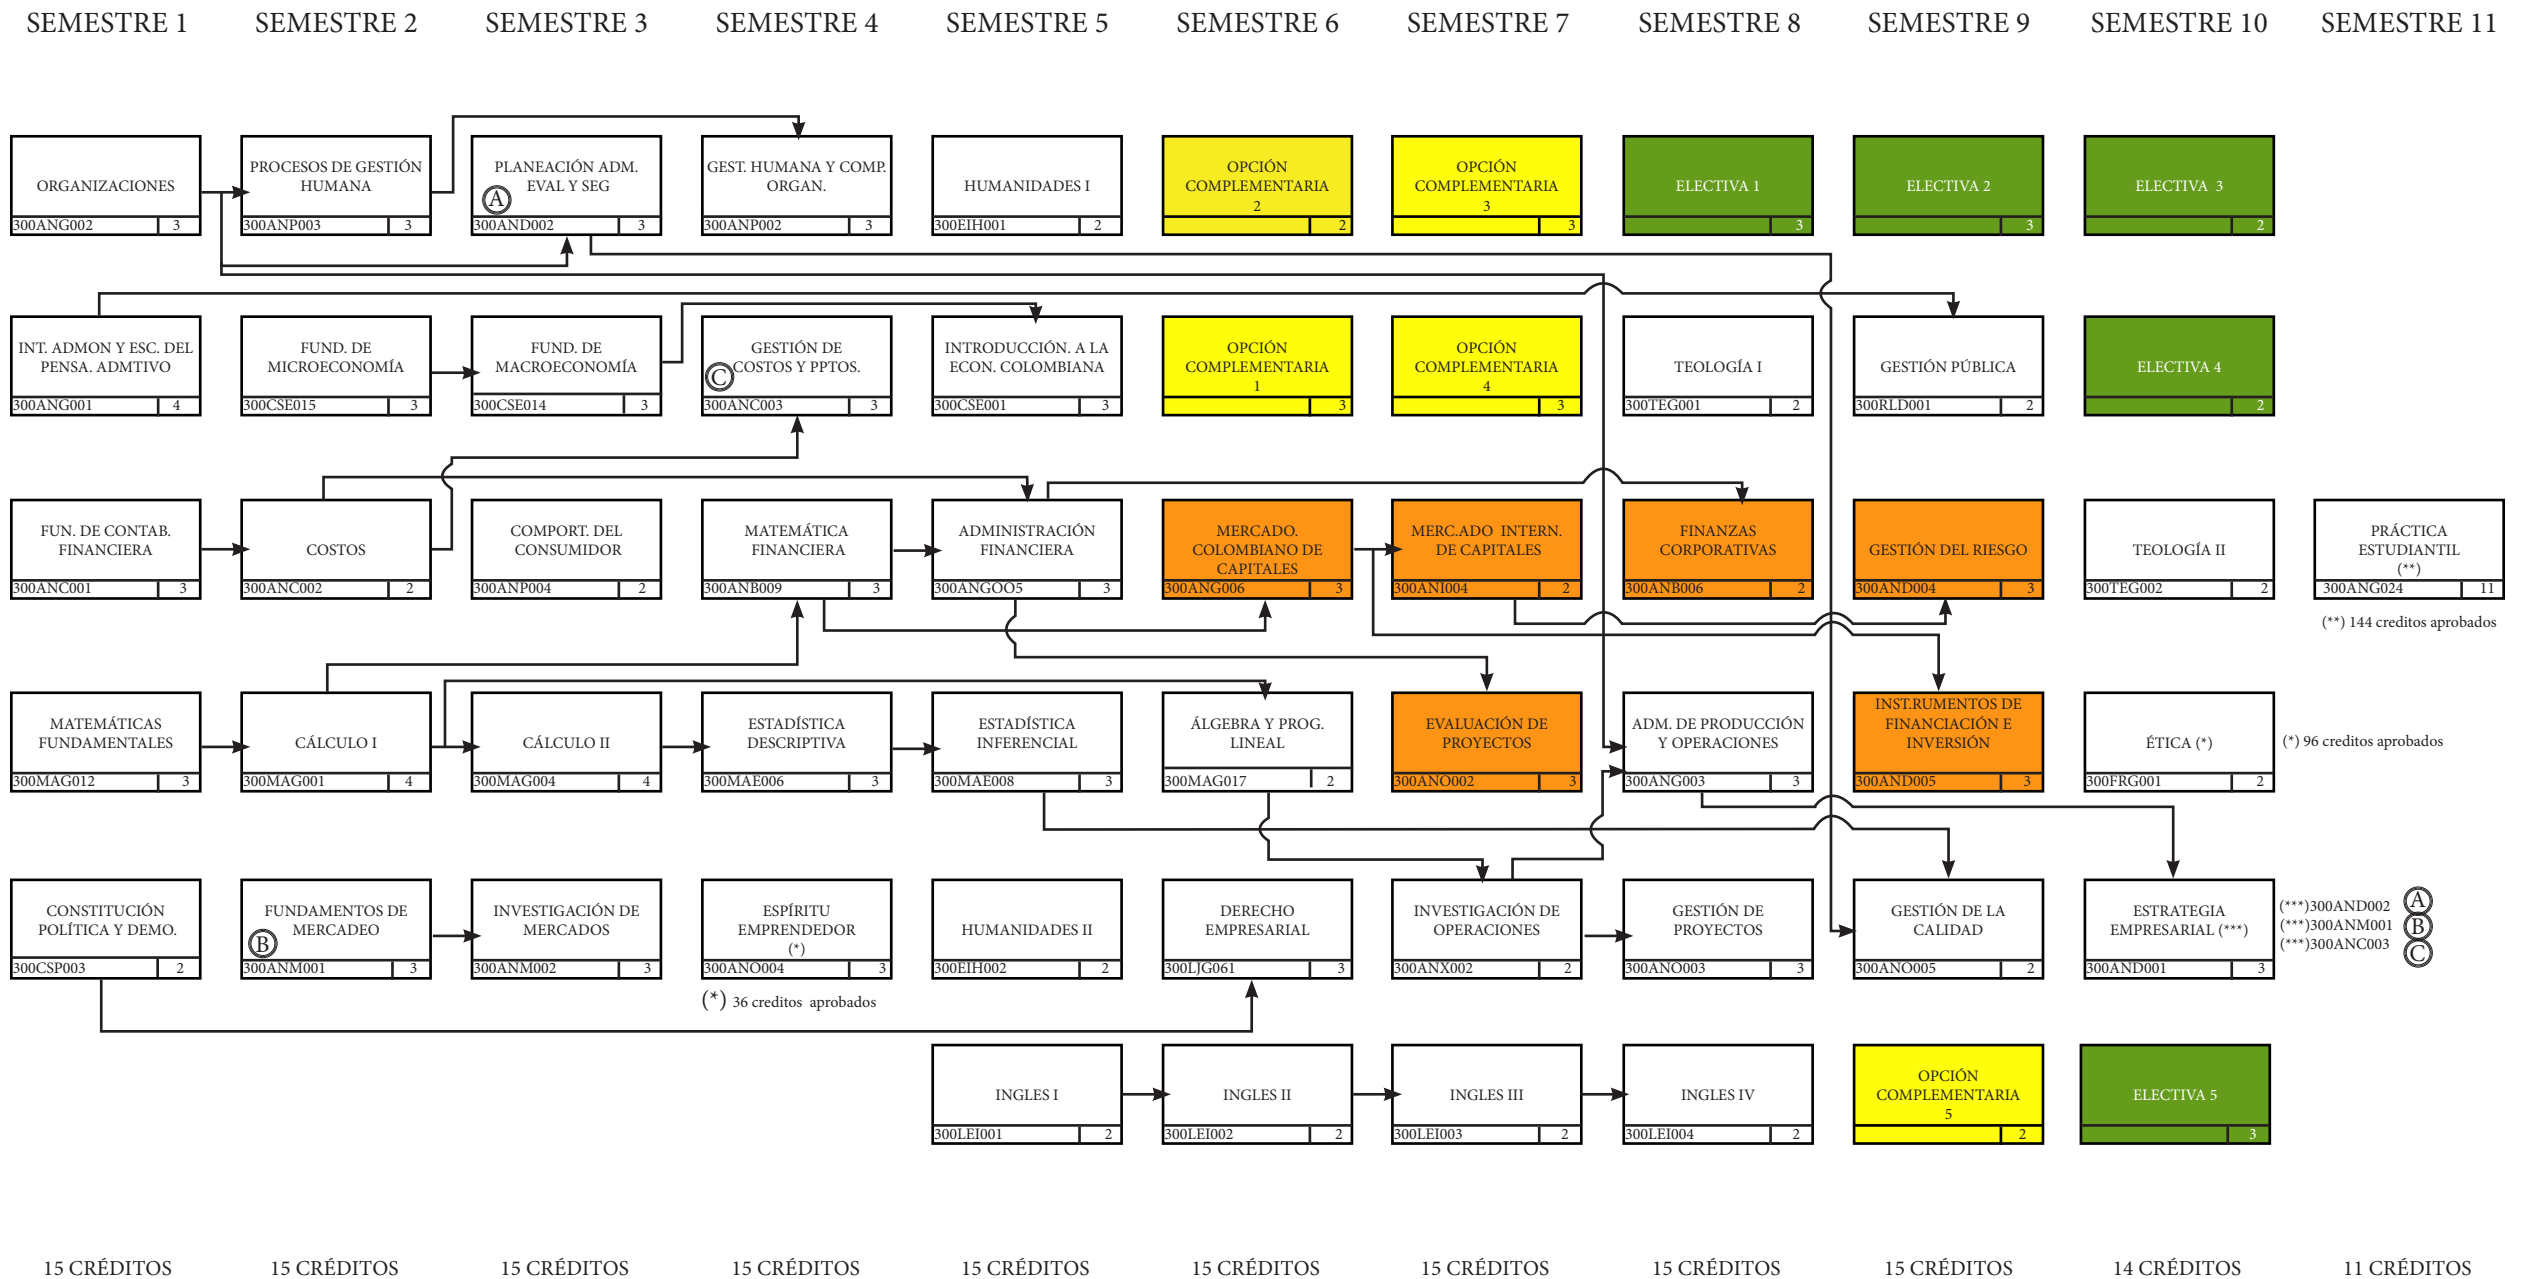 SEMESTRE 1
SEMESTRE 2
SEMESTRE 3
SEMESTRE 4
SEMESTRE 5
SEMESTRE 6
SEMESTRE 7
SEMESTRE 8
SEMESTRE 9
SEMESTRE 10
SEMESTRE 11
ORGANIZACIONES
300ANG002 3
PROCESOS DE GESTIÓN
HUMANA
300ANP003 3
PLANEACIÓN ADM.
EVAL Y SEG
A
300AND002 3
GEST. HUMANA Y COMP.
ORGAN.
300ANP002 3
HUMANIDADES I
300EIH001 2
OPCIÓN
COMPLEMENTARIA
2
2
OPCIÓN
COMPLEMENTARIA
3
3
ELECTIVA 1
3
ELECTIVA 2
3
ELECTIVA 3
2
INT. ADMON Y ESC. DEL
PENSA. ADMTIVO
300ANG001 4
FUND. DE
MICROECONOMÍA
300CSE015 3
FUND. DE
MACROECONOMÍA
300CSE014 3
GESTIÓN DE
COSTOS Y PPTOS.
C
300ANC003 3
INTRODUCCIÓN. A LA
ECON. COLOMBIANA
300CSE001 3
OPCIÓN
COMPLEMENTARIA
1
3
OPCIÓN
COMPLEMENTARIA
4
3
TEOLOGÍA I
300TEG001 2
GESTIÓN PÚBLICA
300RLD001 2
ELECTIVA 4
2
FUN. DE CONTAB.
FINANCIERA
300ANC001 3
COSTOS
300ANC002 2
COMPORT. DEL
CONSUMIDOR
300ANP004 2
MATEMÁTICA
FINANCIERA
300ANB009 3
ADMINISTRACIÓN
FINANCIERA
300ANGOO5 3
MERCADO.
COLOMBIANO DE
CAPITALES
300ANG006 3
MERC.ADO INTERN.
DE CAPITALES
300ANI004 2
FINANZAS
CORPORATIVAS
300ANB006 2
GESTIÓN DEL RIESGO
300AND004 3
TEOLOGÍA II
300TEG002 2
PRÁCTICA
ESTUDIANTIL
(**)
300ANG024 11
(**) 144 creditos aprobados
MATEMÁTICAS
FUNDAMENTALES
300MAG012 3
CÁLCULO I
300MAG001 4
CÁLCULO II
300MAG004 4
ESTADÍSTICA
DESCRIPTIVA
300MAE006 3
ESTADÍSTICA
INFERENCIAL
300MAE008 3
ÁLGEBRA Y PROG.
LINEAL
300MAG017 2
EVALUACIÓN DE
PROYECTOS
300ANO002 3
ADM. DE PRODUCCIÓN
Y OPERACIONES
300ANG003 3
INST.RUMENTOS DE
FINANCIACIÓN E
INVERSIÓN
300AND005 3
ÉTICA (*)
300FRG001 2
(*) 96 creditos aprobados
CONSTITUCIÓN
POLÍTICA Y DEMO.
300CSP003 2
FUNDAMENTOS DE
MERCADEO
B
300ANM001 3
INVESTIGACIÓN DE
MERCADOS
300ANM002 3
ESPÍRITU
EMPRENDEDOR
(*)
300ANO004 3
(*) 36 creditos aprobados
HUMANIDADES II
300EIH002 2
DERECHO
EMPRESARIAL
300LJG061 3
INVESTIGACIÓN DE
OPERACIONES
300ANX002 2
GESTIÓN DE
PROYECTOS
300ANO003 3
GESTIÓN DE LA
CALIDAD
300ANO005 2
ESTRATEGIA
EMPRESARIAL (***)
300AND001 3
(***)300AND002 A
(***)300ANM001 B
(***)300ANC003 C
INGLES I
300LEI001 2
INGLES II
300LEI002 2
INGLES III
300LEI003 2
INGLES IV
300LEI004 2
OPCIÓN
COMPLEMENTARIA
5
2
ELECTIVA 5
3
15 CRÉDITOS
15 CRÉDITOS
15 CRÉDITOS
15 CRÉDITOS
15 CRÉDITOS
15 CRÉDITOS
15 CRÉDITOS
15 CRÉDITOS
15 CRÉDITOS
14 CRÉDITOS
11 CRÉDITOS